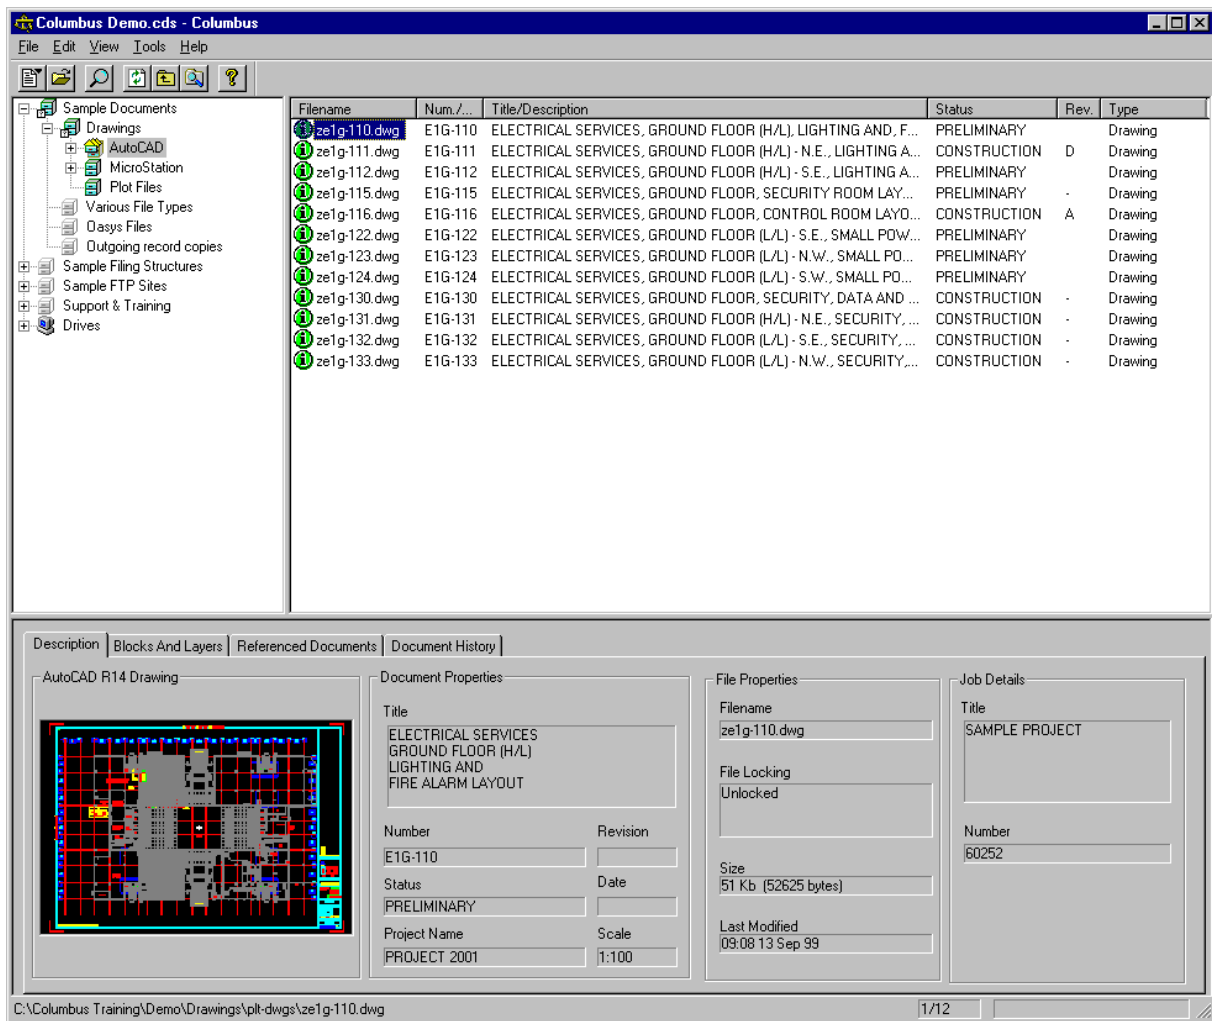 Columbus Demo.cds - Columbus
File Edit View Tools Help
Sample Documents
Drawings
AutoCAD
MicroStation
Plot Files
Various File Types
Oasys Files
Outgoing record copies
Sample Filing Structures
Sample FTP Sites
Support & Training
Drives
Filename Num./... Title/Description Status Rev. Type
ze1g-110.dwg E1G-110 ELECTRICAL SERVICES, GROUND FLOOR (H/L), LIGHTING AND, F... PRELIMINARY Drawing
ze1g-111.dwg E1G-111 ELECTRICAL SERVICES, GROUND FLOOR (H/L) - N.E., LIGHTING A... CONSTRUCTION D Drawing
ze1g-112.dwg E1G-112 ELECTRICAL SERVICES, GROUND FLOOR (H/L) - S.E., LIGHTING A... PRELIMINARY Drawing
ze1g-115.dwg E1G-115 ELECTRICAL SERVICES, GROUND FLOOR, SECURITY ROOM LAY... PRELIMINARY - Drawing
ze1g-116.dwg E1G-116 ELECTRICAL SERVICES, GROUND FLOOR, CONTROL ROOM LAYO... CONSTRUCTION A Drawing
ze1g-122.dwg E1G-122 ELECTRICAL SERVICES, GROUND FLOOR (L/L) - S.E., SMALL POW... PRELIMINARY Drawing
ze1g-123.dwg E1G-123 ELECTRICAL SERVICES, GROUND FLOOR (L/L) - N.W., SMALL PO... PRELIMINARY Drawing
ze1g-124.dwg E1G-124 ELECTRICAL SERVICES, GROUND FLOOR (L/L) - S.W., SMALL PO... PRELIMINARY Drawing
ze1g-130.dwg E1G-130 ELECTRICAL SERVICES, GROUND FLOOR, SECURITY, DATA AND ... CONSTRUCTION - Drawing
ze1g-131.dwg E1G-131 ELECTRICAL SERVICES, GROUND FLOOR (H/L) - N.E., SECURITY, ... CONSTRUCTION - Drawing
ze1g-132.dwg E1G-132 ELECTRICAL SERVICES, GROUND FLOOR (L/L) - S.E., SECURITY, ... CONSTRUCTION - Drawing
ze1g-133.dwg E1G-133 ELECTRICAL SERVICES, GROUND FLOOR (L/L) - N.W., SECURITY,... CONSTRUCTION - Drawing
Description Blocks And Layers Referenced Documents Document History
AutoCAD R14 Drawing
Document Properties
Title
ELECTRICAL SERVICES
GROUND FLOOR (H/L)
LIGHTING AND
FIRE ALARM LAYOUT
Number Revision
E1G-110
Status Date
PRELIMINARY
Project Name Scale
PROJECT 2001 1:100
File Properties
Filename
ze1g-110.dwg
File Locking
Unlocked
Size
51 Kb (52625 bytes)
Last Modified
09:08 13 Sep 99
Job Details
Title
SAMPLE PROJECT
Number
60252
C:\Columbus Training\Demo\Drawings\plt-dwgs\ze1g-110.dwg 1/12